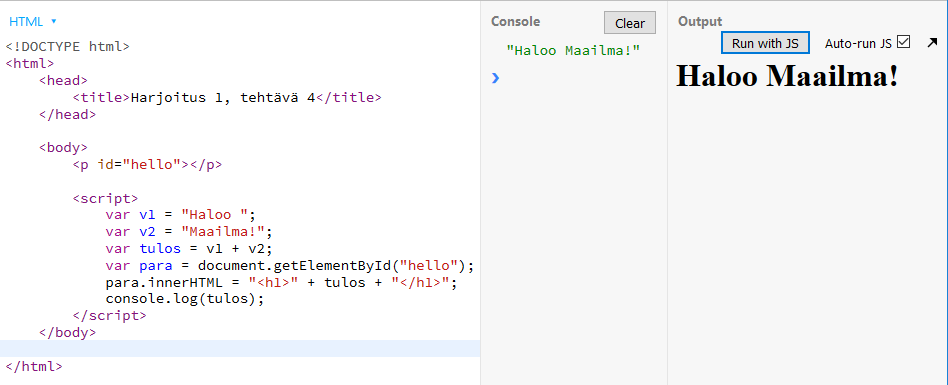 HTML ▾
<!DOCTYPE html>
<html>
    <head>
        <title>Harjoitus 1, tehtävä 4</title>
    </head>

    <body>
        <p id="hello"></p>

        <script>
            var v1 = "Haloo ";
            var v2 = "Maailma!";
            var tulos = v1 + v2;
            var para = document.getElementById("hello");
            para.innerHTML = "<h1>" + tulos + "</h1>";
            console.log(tulos);
        </script>
    </body>

</html>
Console
Clear
"Haloo Maailma!"
Output
Run with JS
Auto-run JS
Haloo Maailma!